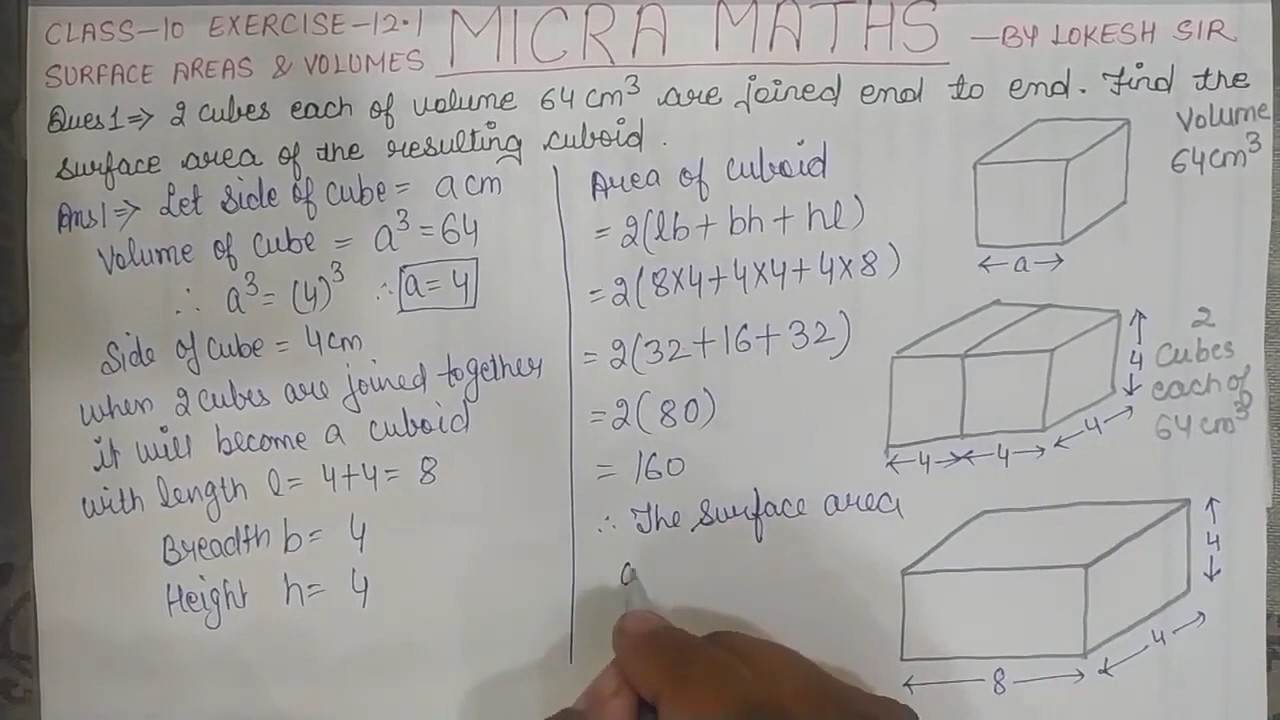 CLASS-10 EXERCISE-12.1 MICRA MATHS -BY LOKESH SIR
SURFACE AREAS & VOLUMES
Ques1⇒ 2 cubes each of volume 64 cm³ are joined end to end. Find the
surface area of the resulting cuboid.
Ans1⇒ Let side of cube = a cm
Volume of cube = a³ = 64
∴ a³ = (4)³ ∴ a = 4
Side of cube = 4cm
when 2 cubes are joined together
it will become a cuboid
with length l = 4+4 = 8
Breadth b = 4
Height h = 4
Area of cuboid
= 2(lb + bh + hl)
= 2(8×4+4×4+4×8)
= 2(32+16+32)
= 2(80)
= 160
∴ The surface area
Volume
64cm³
a
2
Cubes
each of
64cm³
4
4
4
4
4
4
8